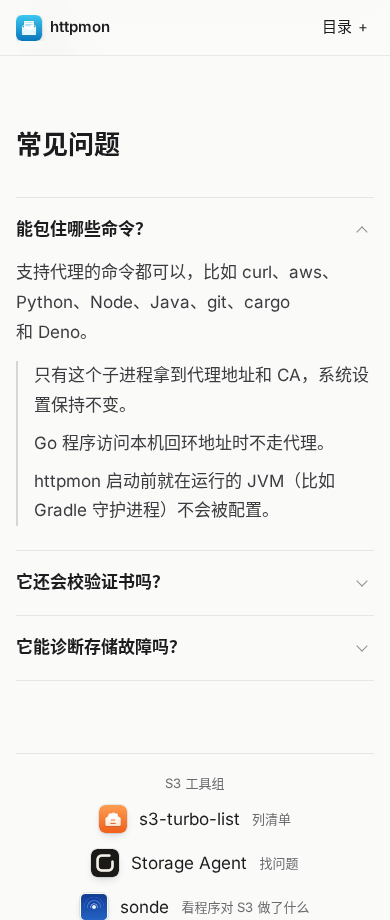 httpmon
目录 +
常见问题
能包住哪些命令？
支持代理的命令都可以，比如 curl、aws、
Python、Node、Java、git、cargo
和 Deno。
只有这个子进程拿到代理地址和 CA，系统设
置保持不变。
Go 程序访问本机回环地址时不走代理。
httpmon 启动前就在运行的 JVM（比如
Gradle 守护进程）不会被配置。
它还会校验证书吗？
它能诊断存储故障吗？
S3 工具组
s3-turbo-list 列清单
Storage Agent 找问题
sonde 看程序对 S3 做了什么